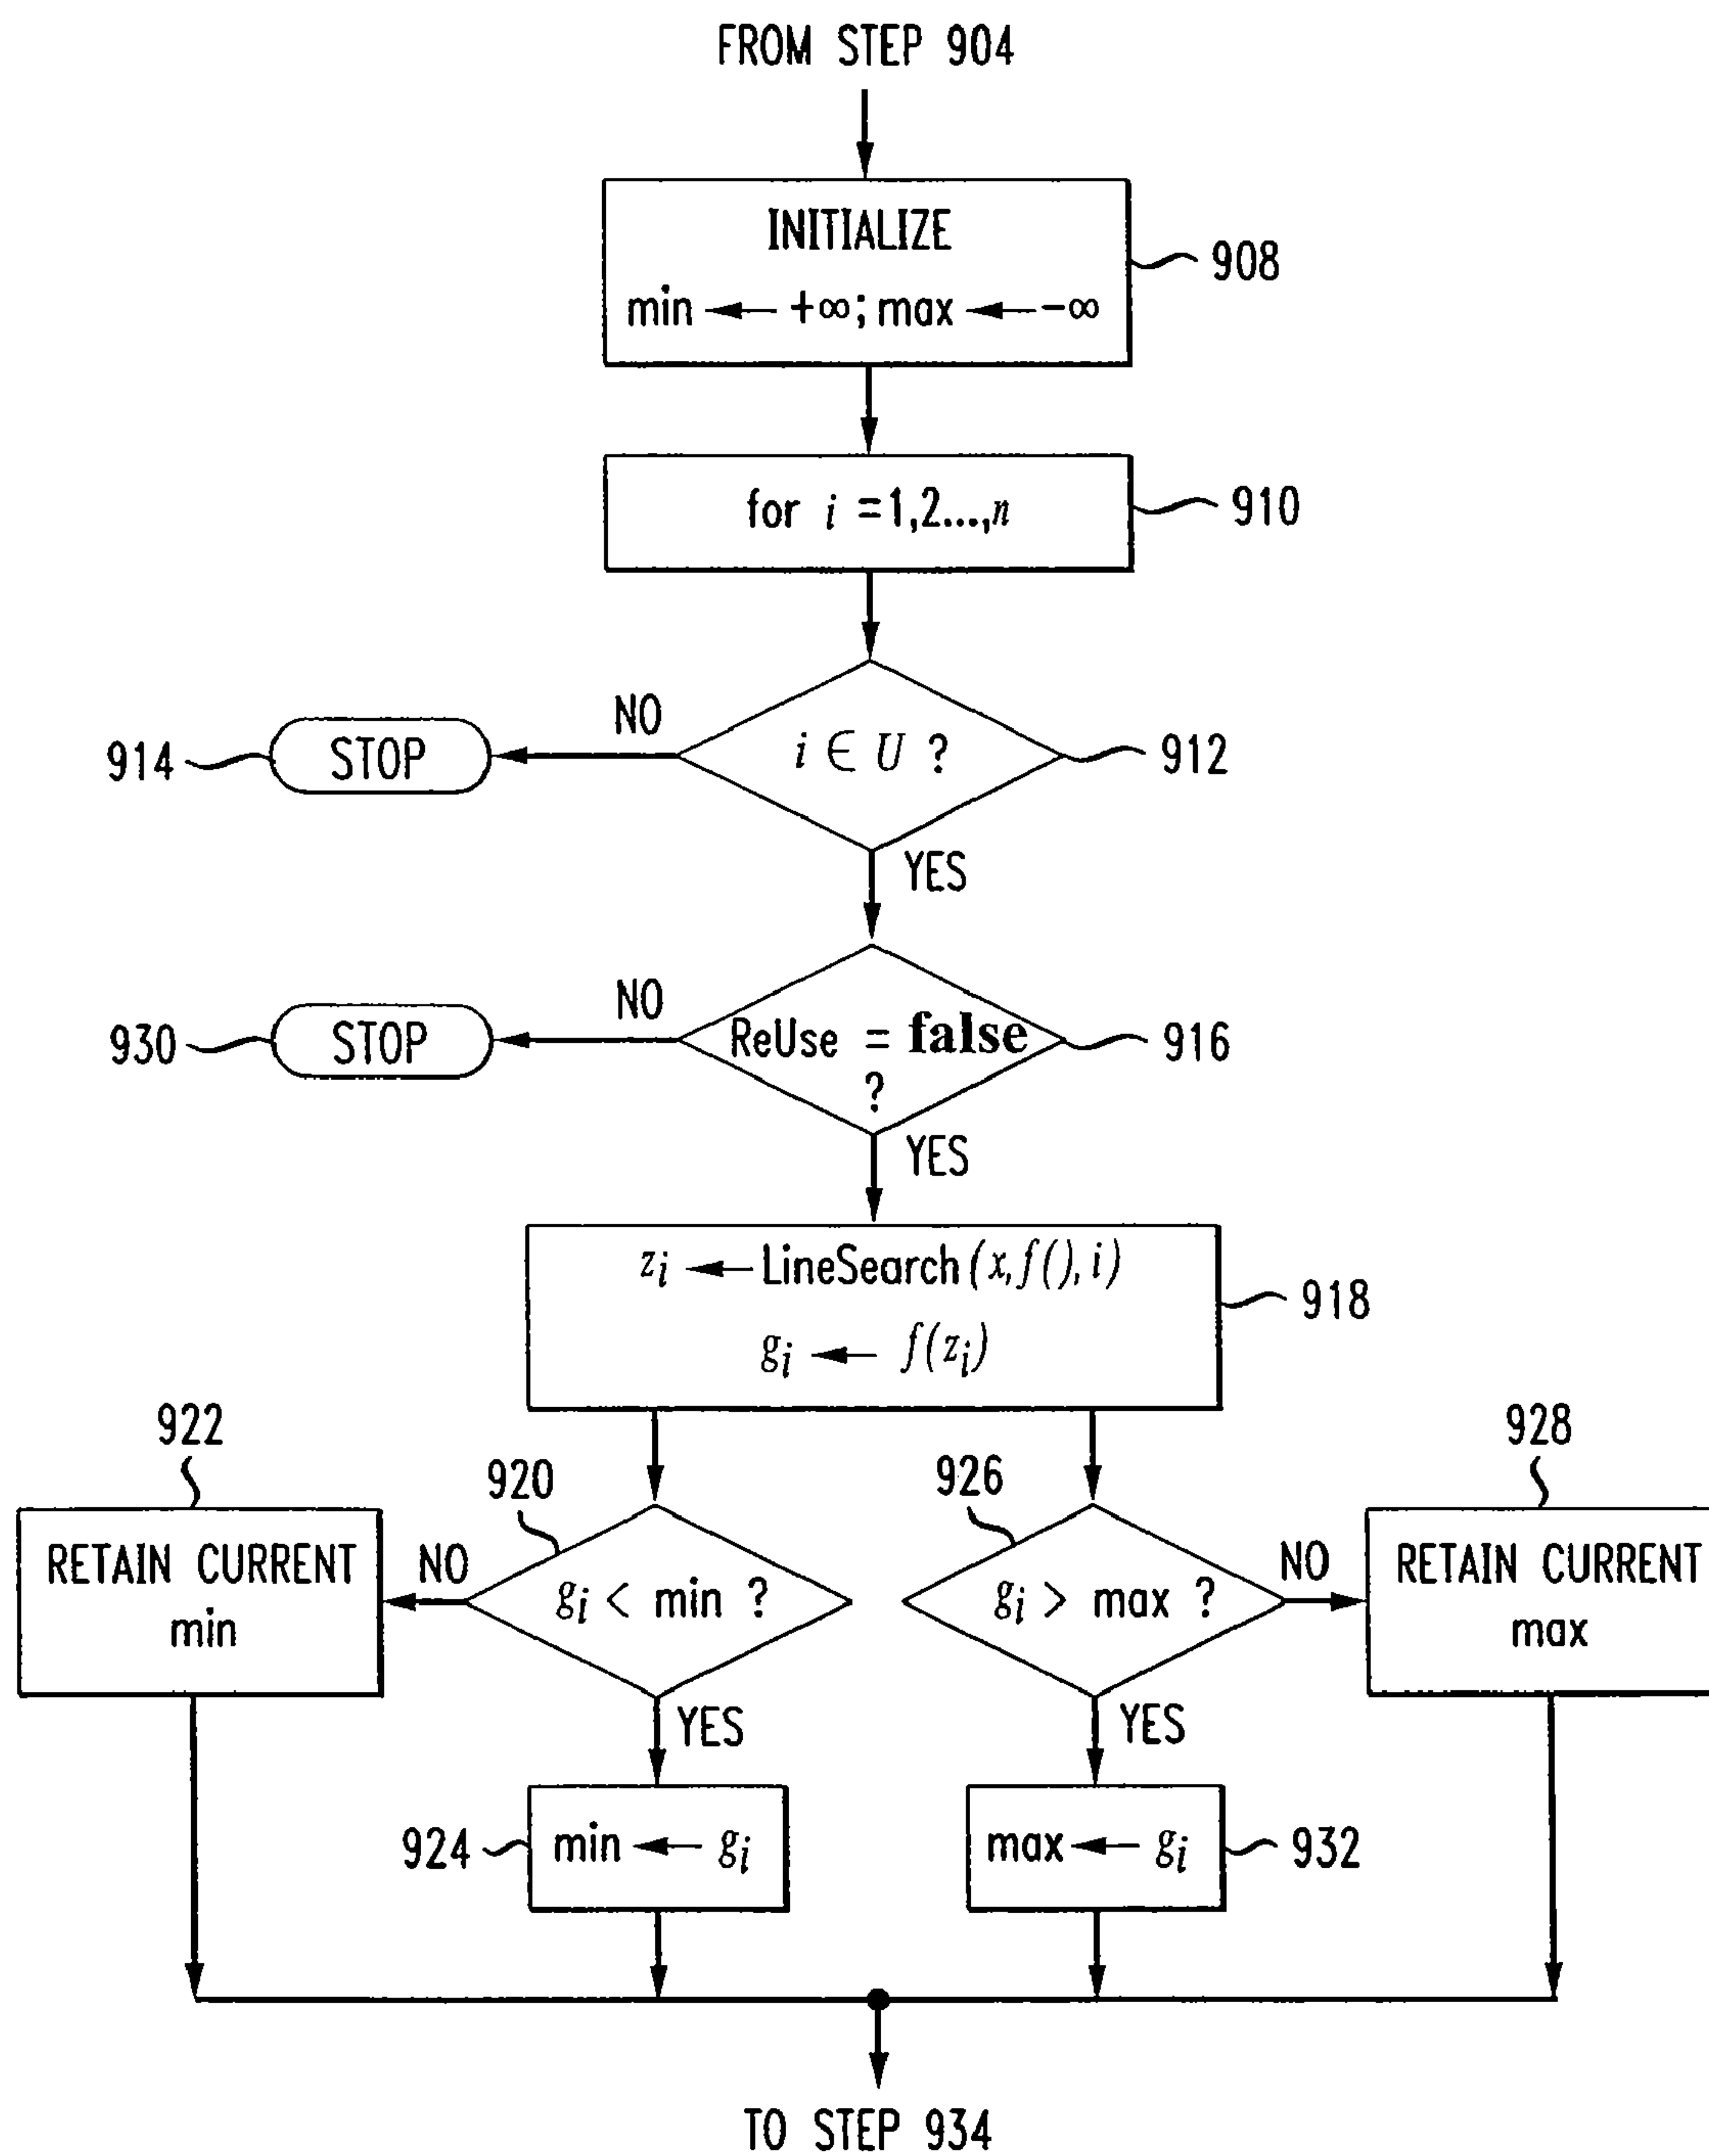 FROM STEP 904
INITIALIZE
min ← +∞; max ← -∞
908
for i =1,2...,n
910
NO
914
STOP
i ∈ U ?
912
YES
NO
930
STOP
ReUse = false
?
916
YES
zi ← LineSearch (x, f(), i)
gi ← f(zi)
918
922
920
926
928
RETAIN CURRENT
min
NO
gi < min ?
gi > max ?
NO
RETAIN CURRENT
max
YES
YES
924
min ← gi
max ← gi
932
TO STEP 934